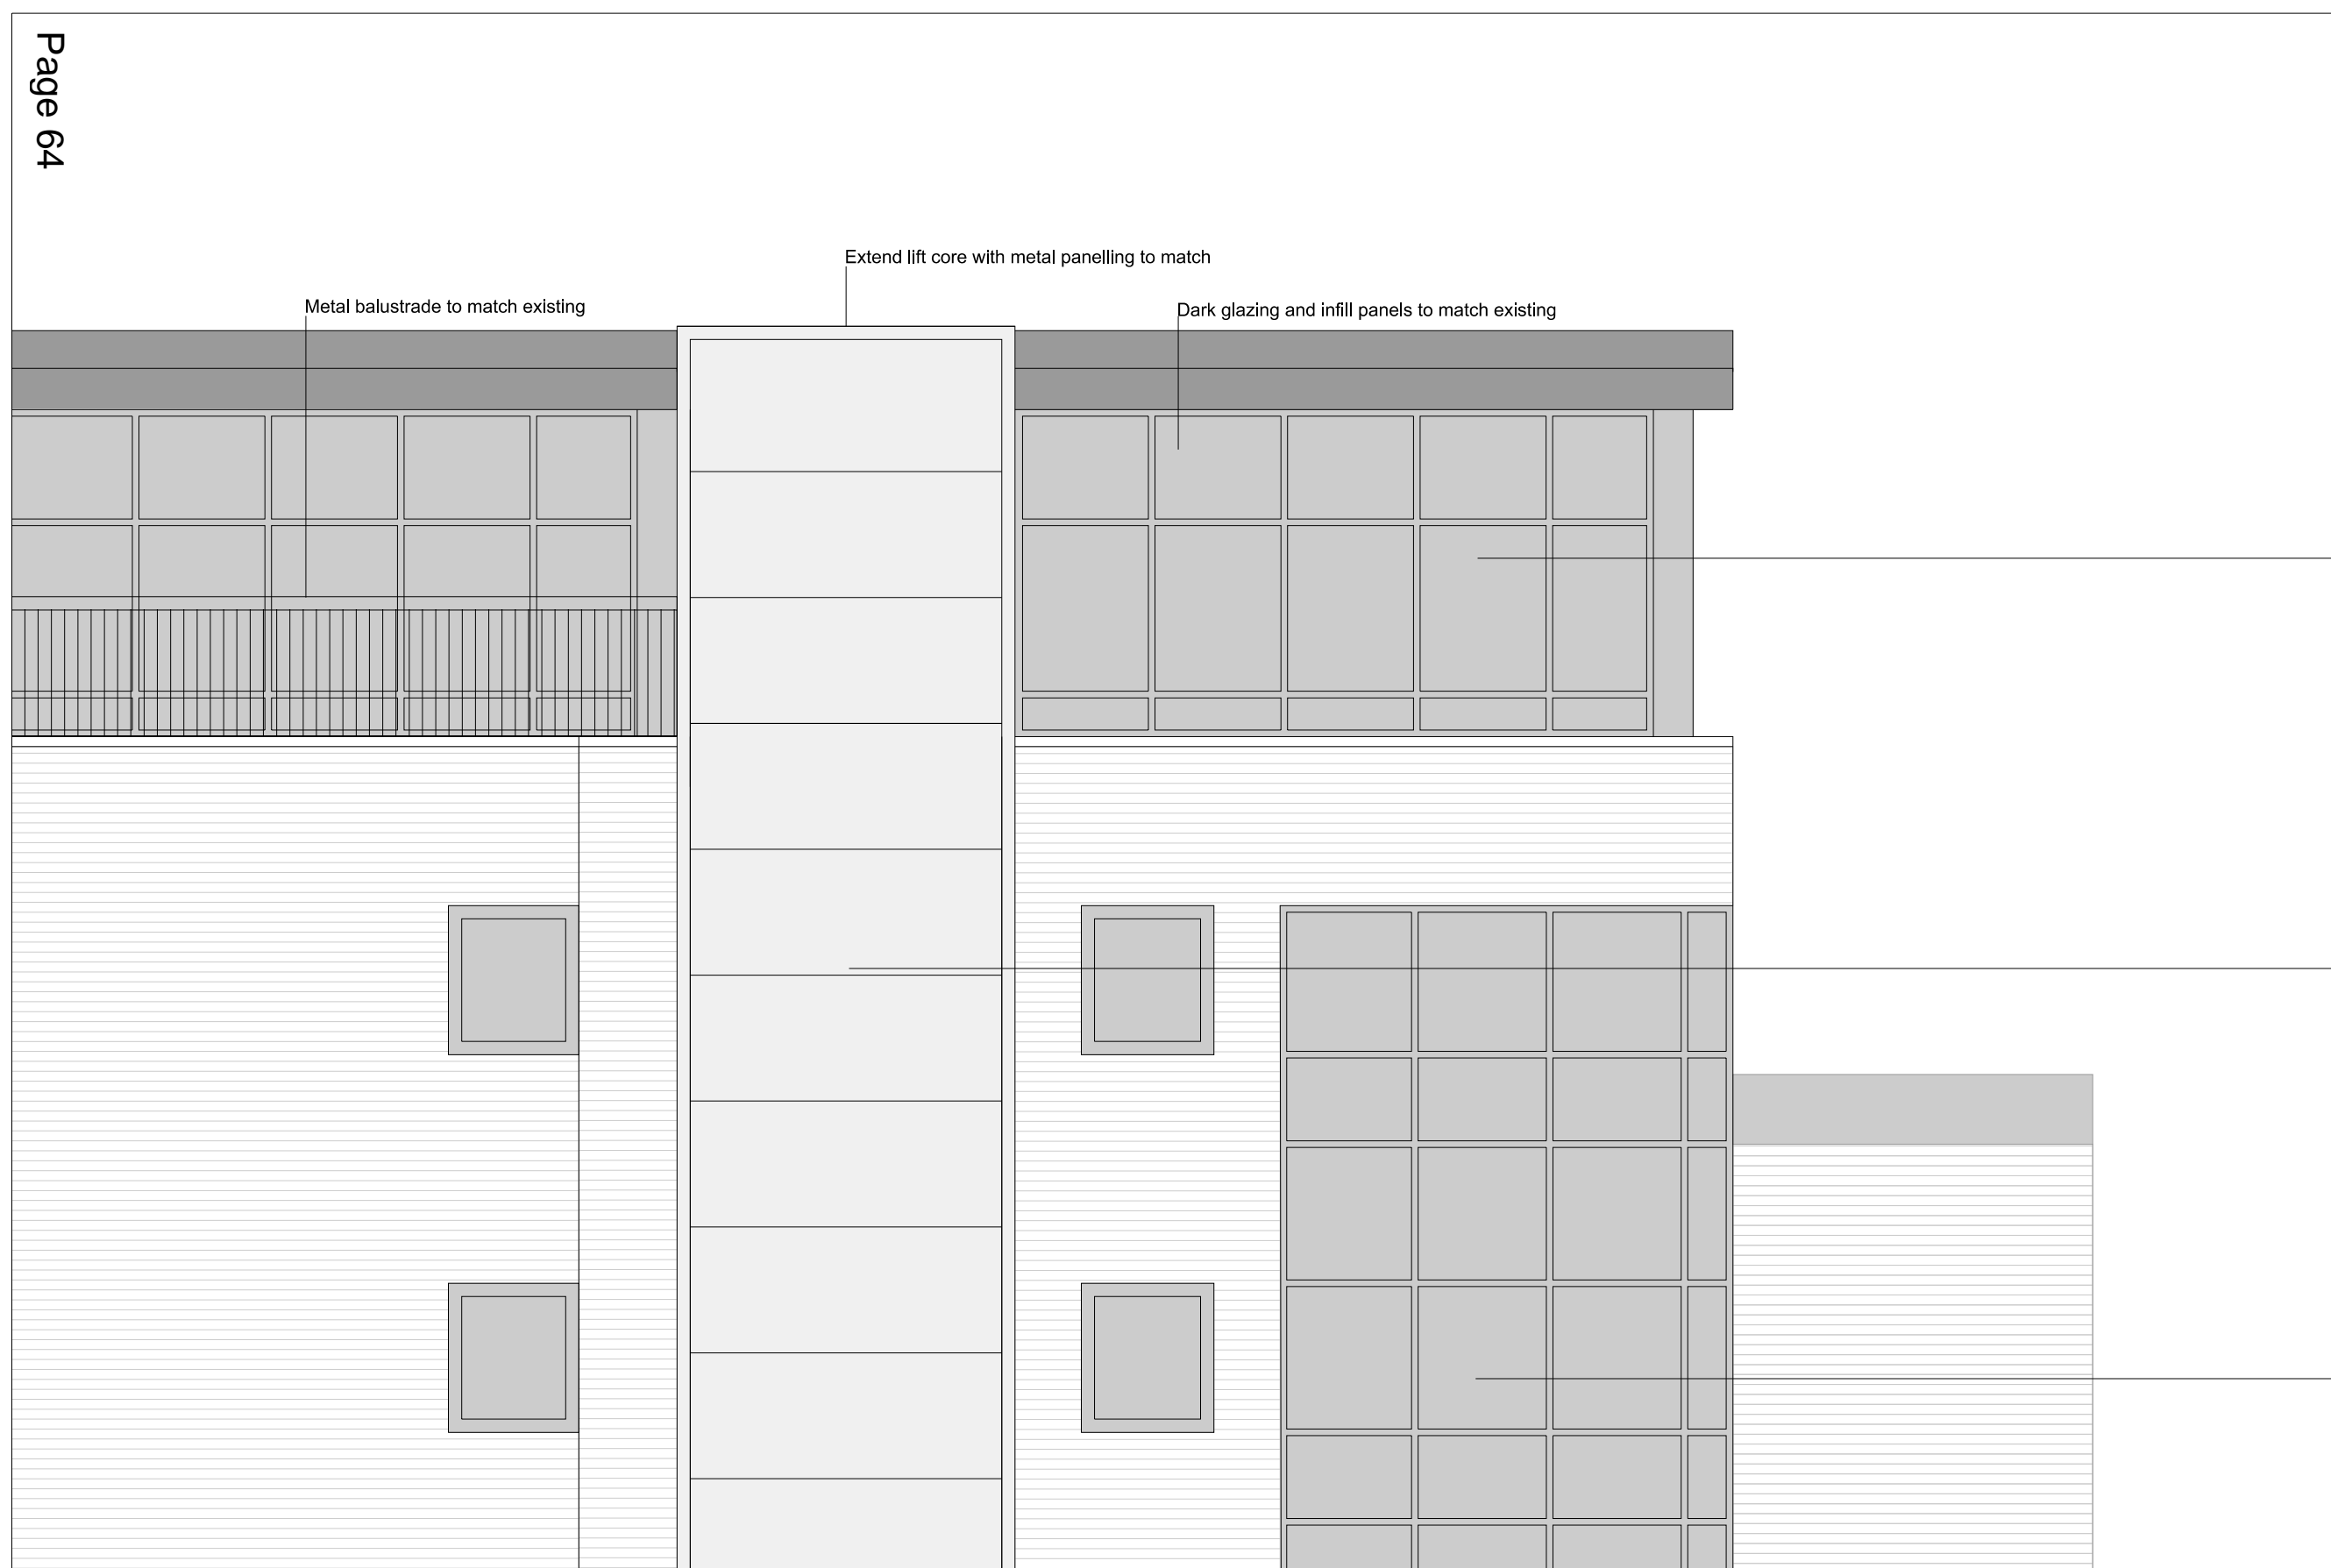 Page 64
Extend lift core with metal panelling to match
Metal balustrade to match existing
Dark glazing and infill panels to match existing